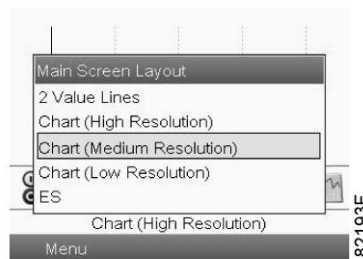 Main Screen Layout
2 Value Lines
Chart (High Resolution)
Chart (Medium Resolution)
Chart (Low Resolution)
ES
Chart (High Resolution)
Menu
82193F